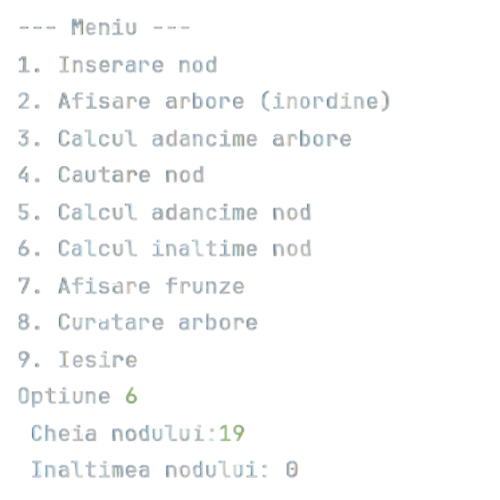 --- Meniu ---
1. Inserare nod
2. Afisare arbore (inordine)
3. Calcul adancime arbore
4. Cautare nod
5. Calcul adancime nod
6. Calcul inaltime nod
7. Afisare frunze
8. Curatare arbore
9. Iesire
Optiune 6
Cheia nodului:19
Inaltimea nodului: 0